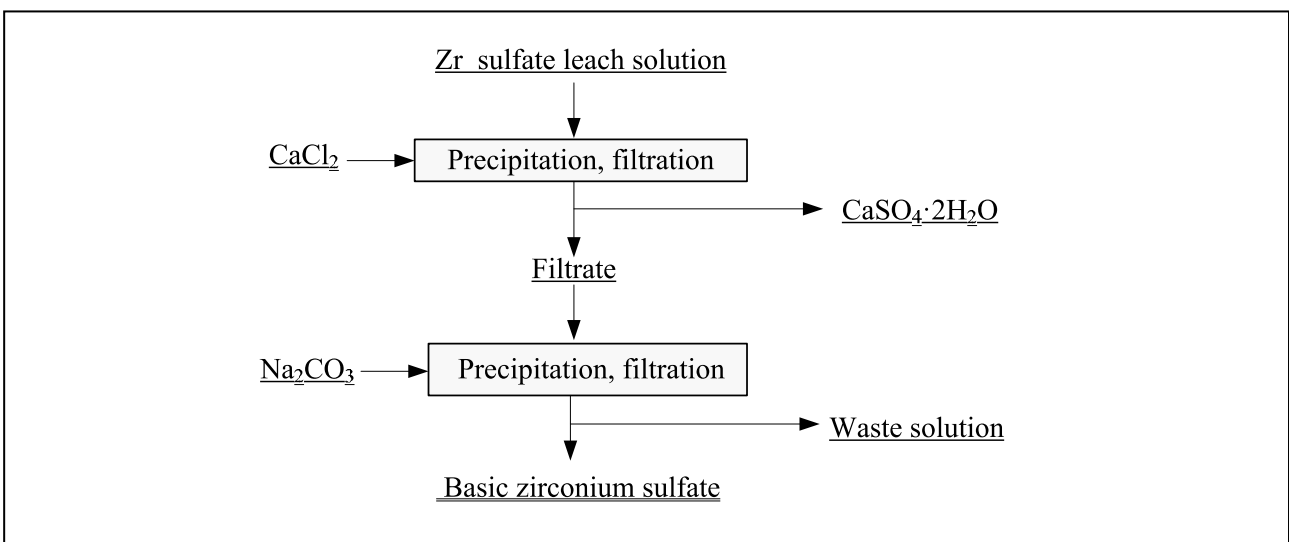 Zr sulfate leach solution
CaCl₂
Precipitation, filtration
CaSO₄·2H₂O
Filtrate
Na₂CO₃
Precipitation, filtration
Waste solution
Basic zirconium sulfate